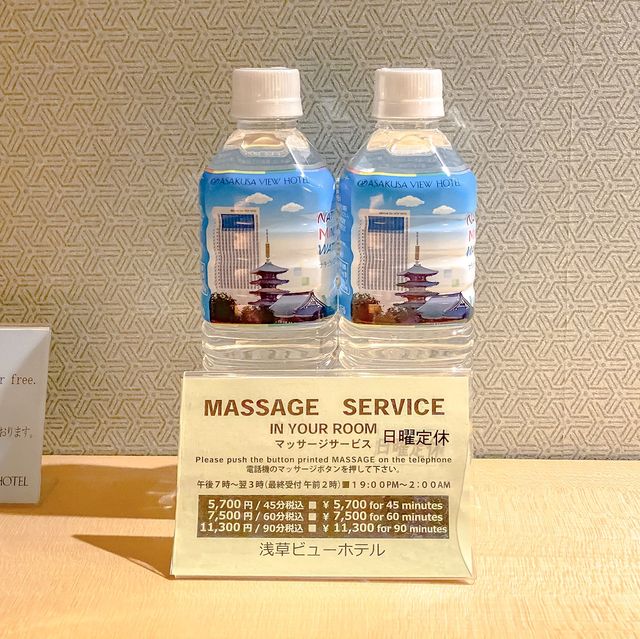 ASAKUSA VIEW HOTEL
ASAKUSA VIEW HOTEL
r free.
おります。
HOTEL
MASSAGE SERVICE
IN YOUR ROOM
マッサージサービス 日曜定休
Please push the button printed MASSAGE on the telephone
電話機のマッサージボタンを押して下さい。
午後7時〜翌3時(最終受付 午前2時)■19:00PM〜2:00AM
5,700円/45分税込 ■ ¥ 5,700 for 45 minutes
7,500円/60分税込 ■ ¥ 7,500 for 60 minutes
11,300円/90分税込 ■ ¥ 11,300 for 90 minutes
浅草ビューホテル